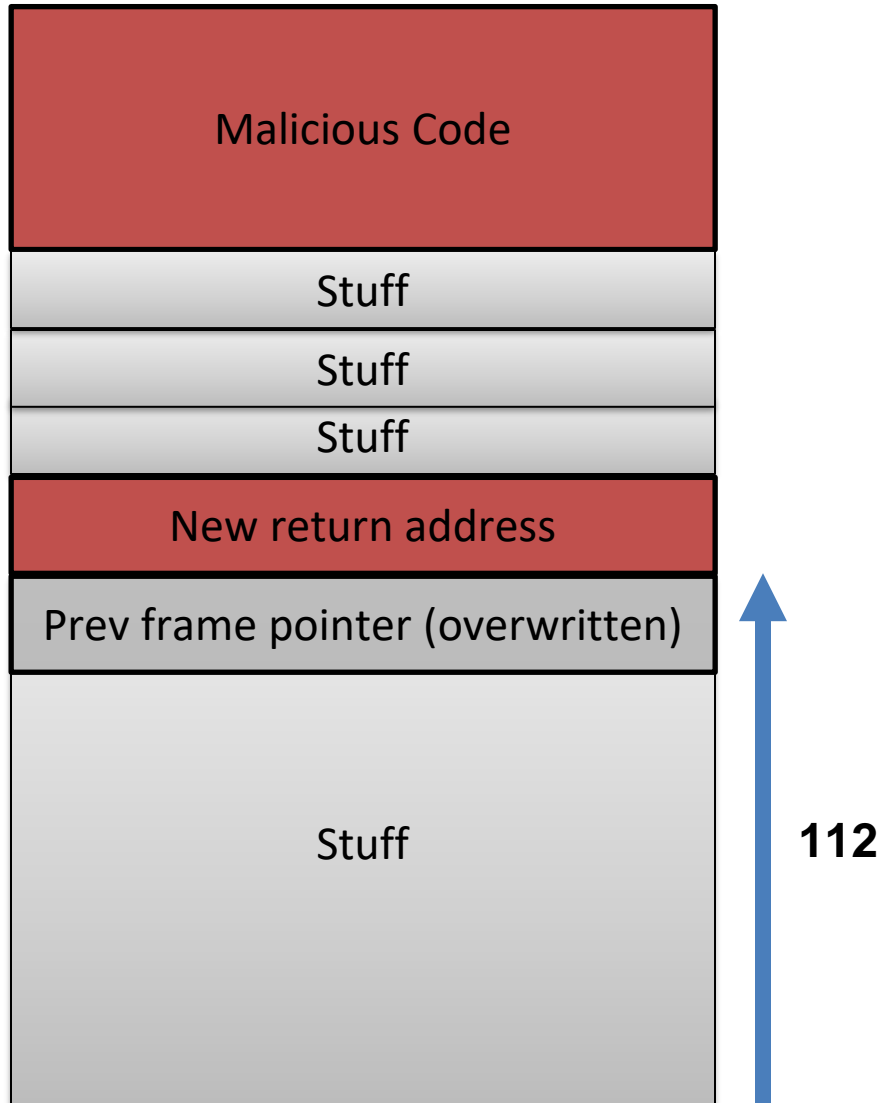 Malicious Code
Stuff
Stuff
Stuff
New return address
Prev frame pointer (overwritten)
Stuff
112